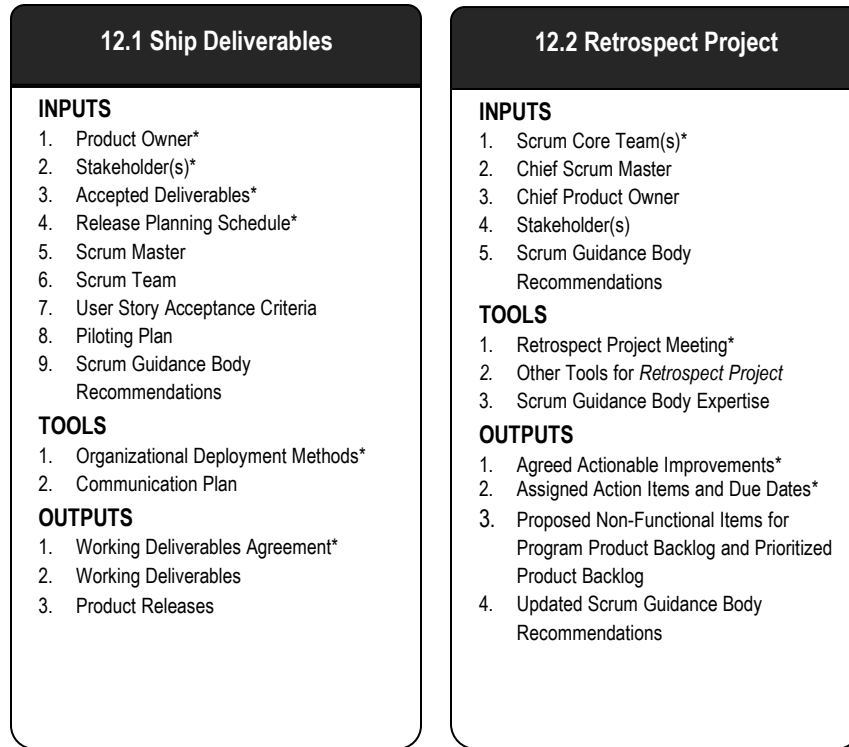 12.1 Ship Deliverables
INPUTS
1. Product Owner*
2. Stakeholder(s)*
3. Accepted Deliverables*
4. Release Planning Schedule*
5. Scrum Master
6. Scrum Team
7. User Story Acceptance Criteria
8. Piloting Plan
9. Scrum Guidance Body
Recommendations
TOOLS
1. Organizational Deployment Methods*
2. Communication Plan
OUTPUTS
1. Working Deliverables Agreement*
2. Working Deliverables
3. Product Releases
12.2 Retrospect Project
INPUTS
1. Scrum Core Team(s)*
2. Chief Scrum Master
3. Chief Product Owner
4. Stakeholder(s)
5. Scrum Guidance Body
Recommendations
TOOLS
1. Retrospect Project Meeting*
2. Other Tools for Retrospect Project
3. Scrum Guidance Body Expertise
OUTPUTS
1. Agreed Actionable Improvements*
2. Assigned Action Items and Due Dates*
3. Proposed Non-Functional Items for
Program Product Backlog and Prioritized
Product Backlog
4. Updated Scrum Guidance Body
Recommendations